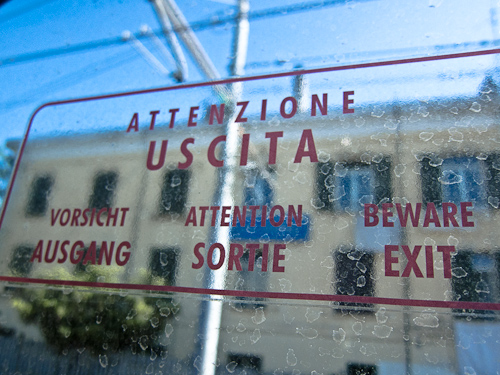 ATTENZIONE
USCITA
VORSICHT ATTENTION BEWARE
AUSGANG SORTIE EXIT